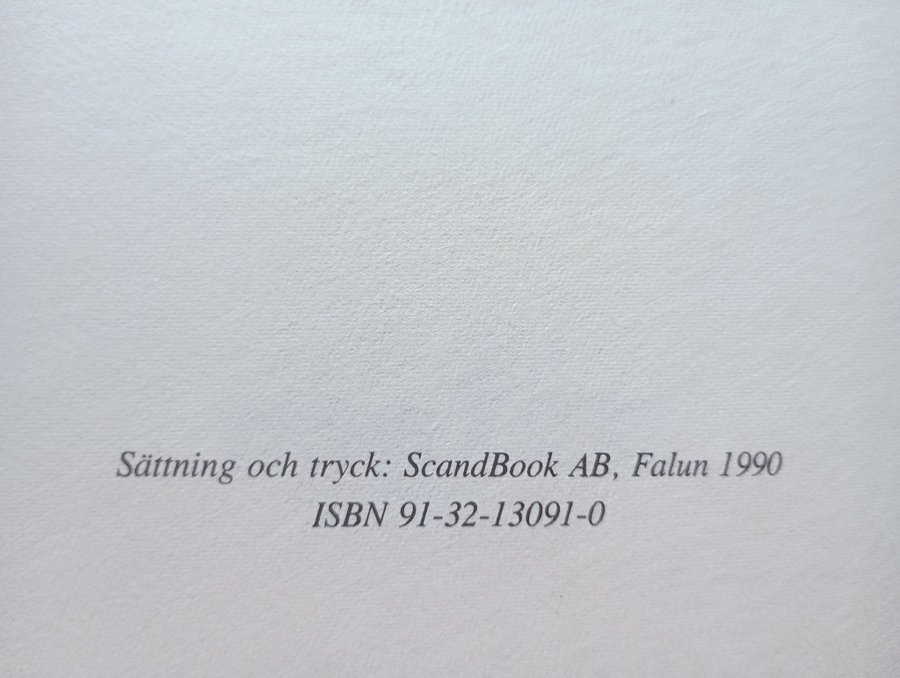 Sättning och tryck: ScandBook AB, Falun 1990
ISBN 91-32-13091-0